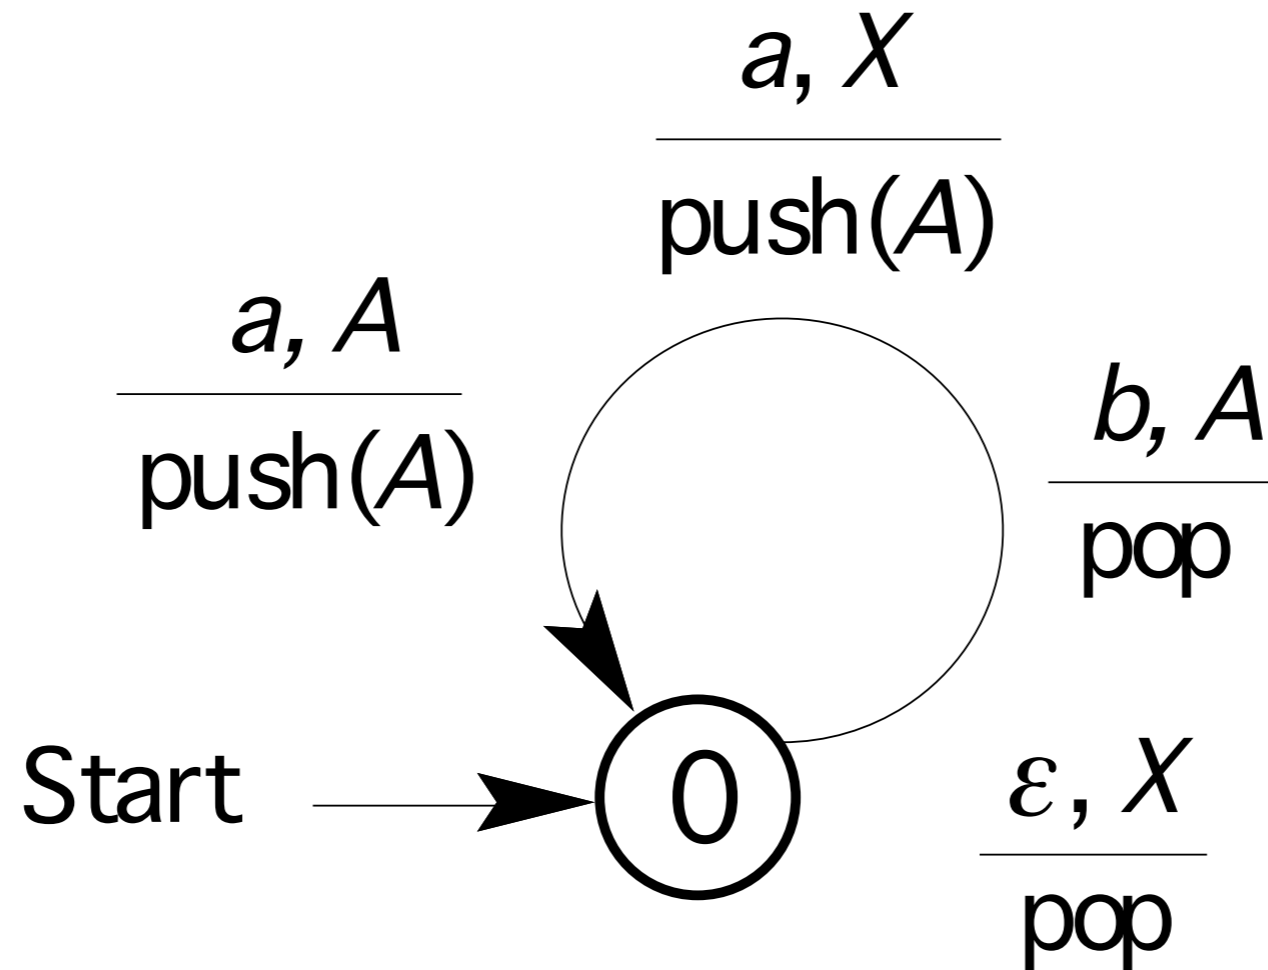 a, X
push(A)
a, A
push(A)
b, A
pop
Start
0
ε, X
pop